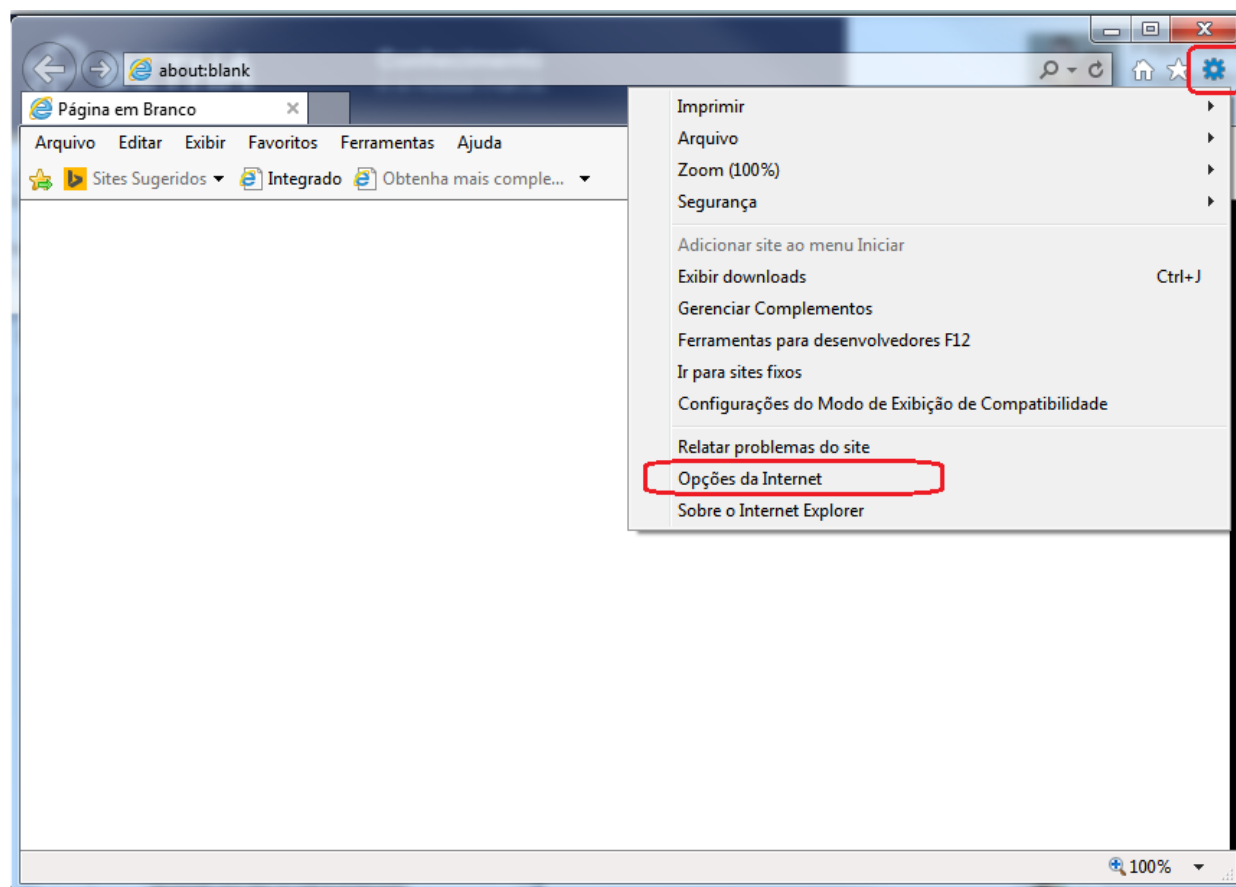 about:blank
Página em Branco
Arquivo Editar Exibir Favoritos Ferramentas Ajuda
Sites Sugeridos Integrado Obtenha mais comple...
Imprimir
Arquivo
Zoom (100%)
Segurança
Adicionar site ao menu Iniciar
Exibir downloads Ctrl+J
Gerenciar Complementos
Ferramentas para desenvolvedores F12
Ir para sites fixos
Configurações do Modo de Exibição de Compatibilidade
Relatar problemas do site
Opções da Internet
Sobre o Internet Explorer
100%